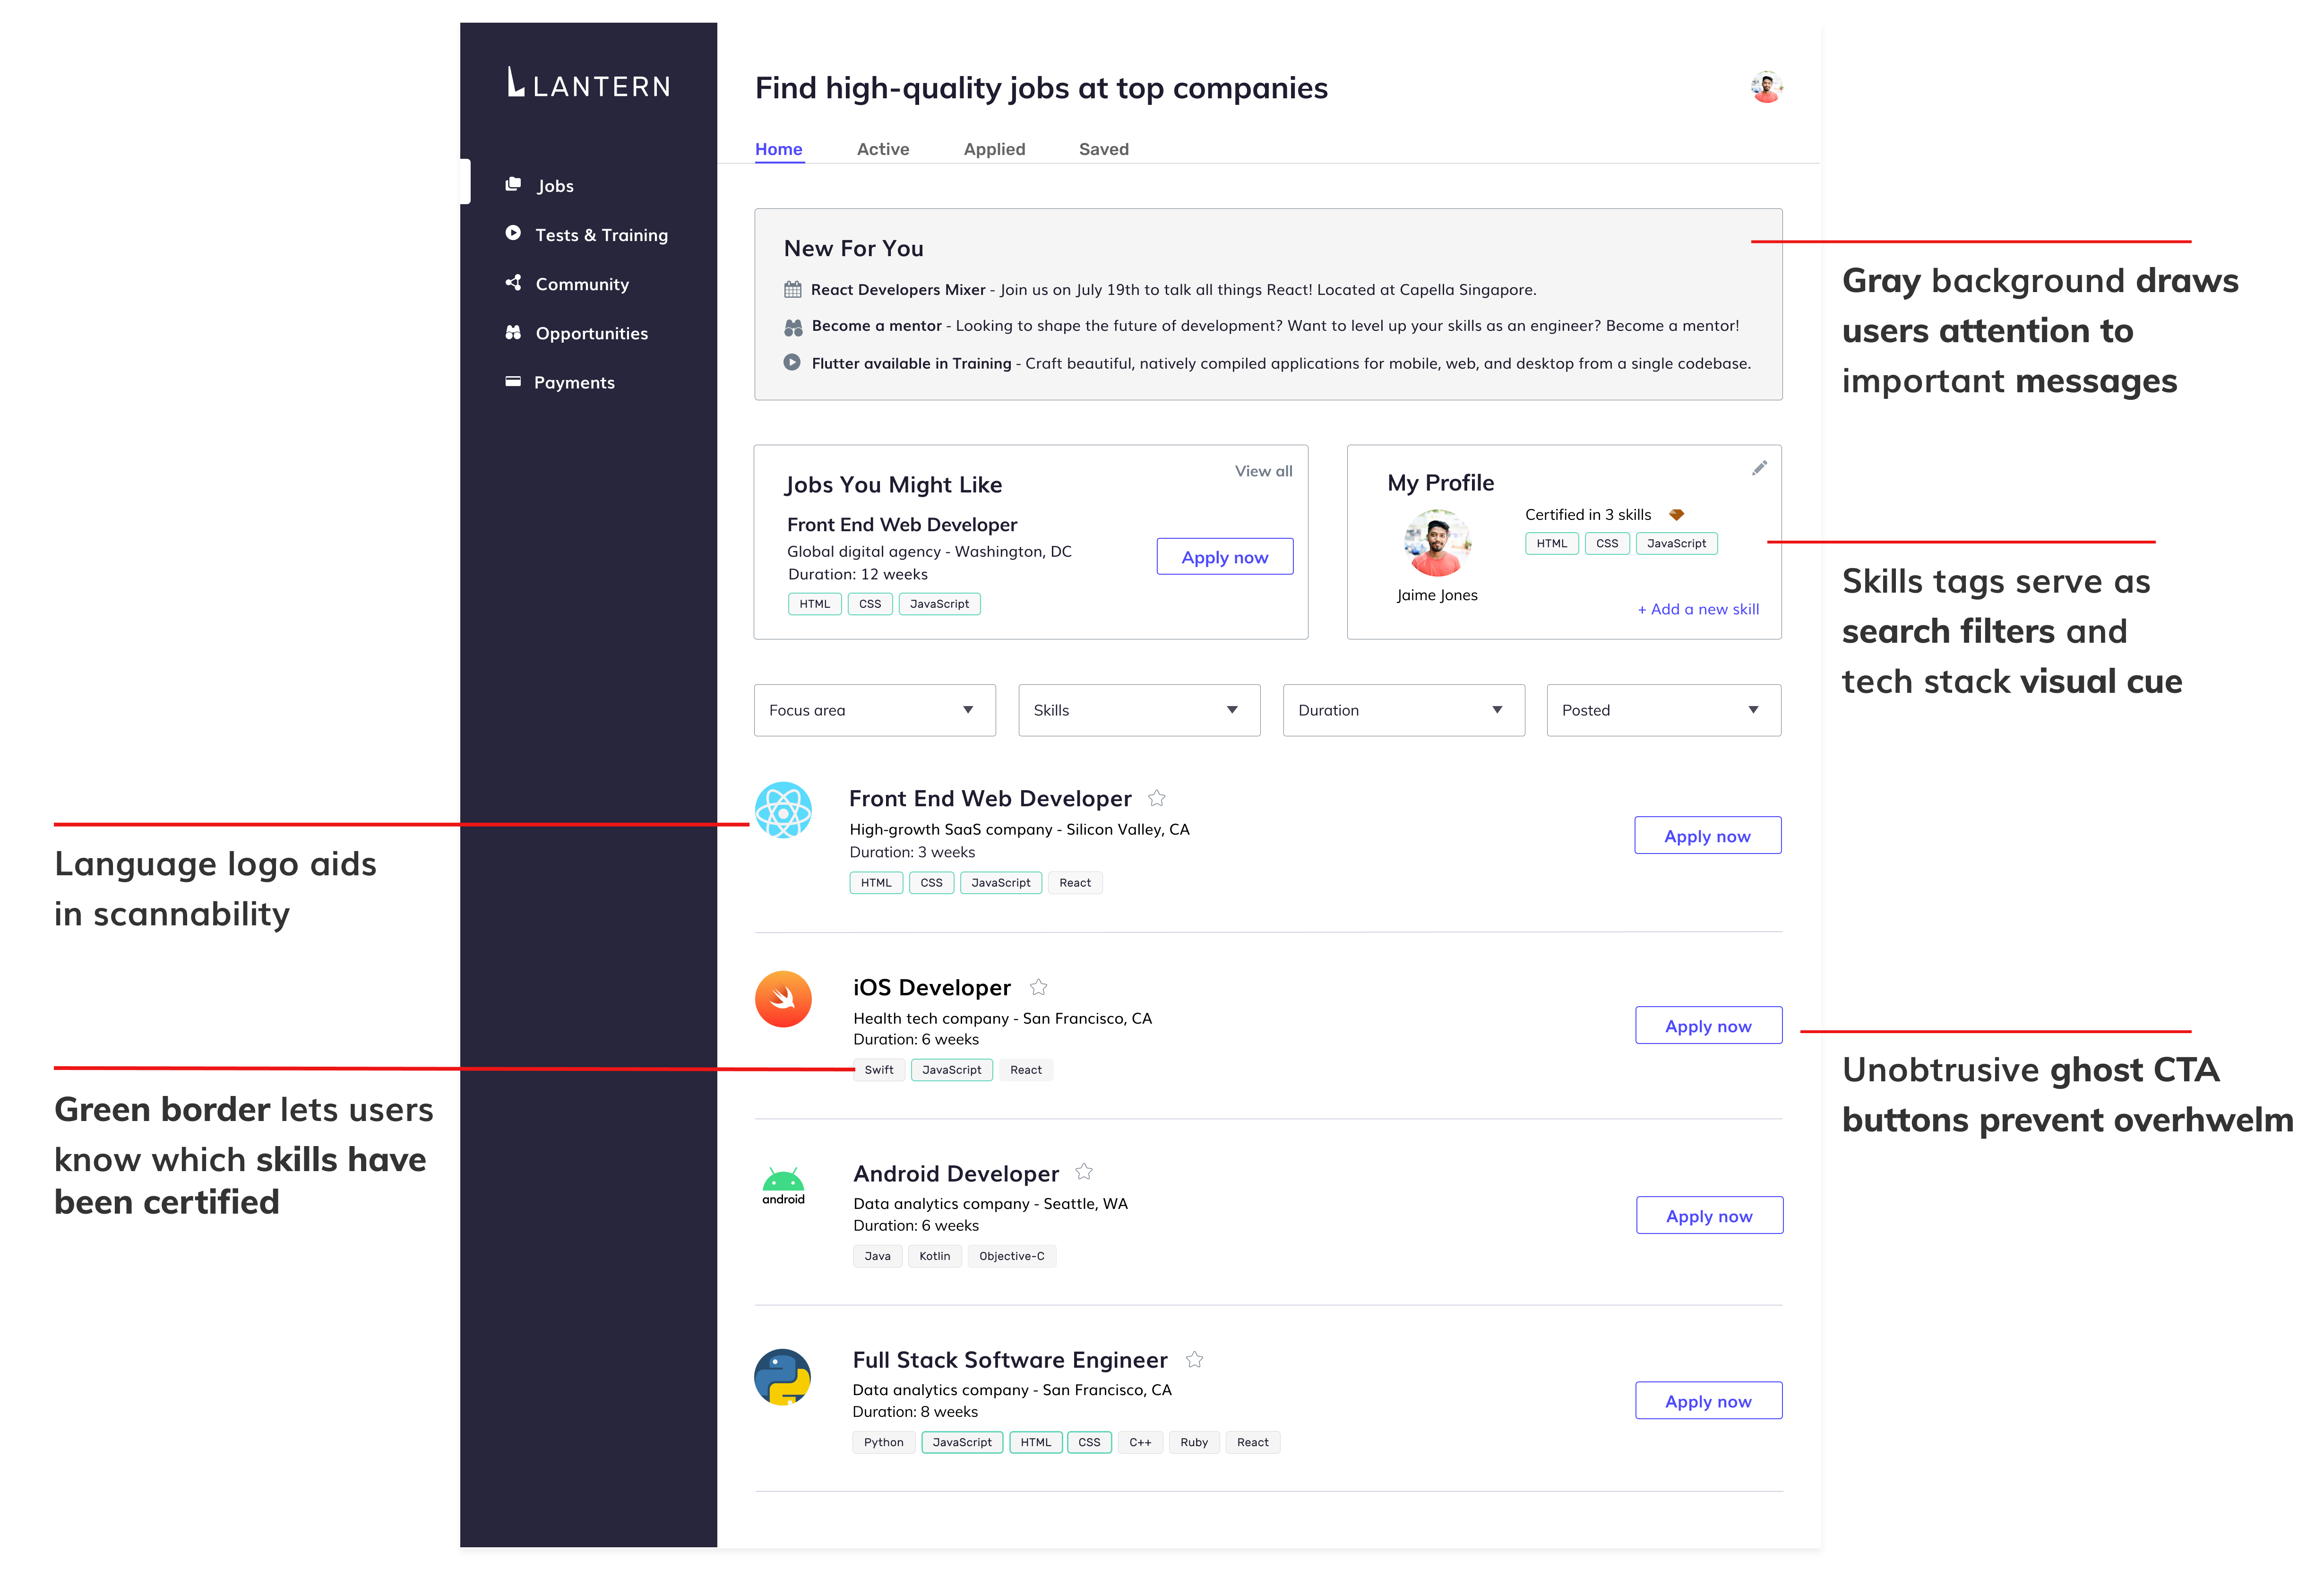 LANTERN
Jobs
Tests & Training
Community
Opportunities
Payments
Find high-quality jobs at top companies
Home Active Applied Saved
New For You
React Developers Mixer - Join us on July 19th to talk all things React! Located at Capella Singapore.
Become a mentor - Looking to shape the future of development? Want to level up your skills as an engineer? Become a mentor!
Flutter available in Training - Craft beautiful, natively compiled applications for mobile, web, and desktop from a single codebase.
Jobs You Might Like
View all
Front End Web Developer
Global digital agency - Washington, DC
Duration: 12 weeks
Apply now
HTML CSS JavaScript
My Profile
Certified in 3 skills
HTML CSS JavaScript
Jaime Jones
+ Add a new skill
Focus area Skills Duration Posted
Front End Web Developer
High-growth SaaS company - Silicon Valley, CA
Duration: 3 weeks
HTML CSS JavaScript React
Apply now
iOS Developer
Health tech company - San Francisco, CA
Duration: 6 weeks
Swift JavaScript React
Apply now
android
Android Developer
Data analytics company - Seattle, WA
Duration: 6 weeks
Java Kotlin Objective-C
Apply now
Full Stack Software Engineer
Data analytics company - San Francisco, CA
Duration: 8 weeks
Python JavaScript HTML CSS C++ Ruby React
Apply now
Language logo aids
in scannability
Green border lets users
know which skills have
been certified
Gray background draws
users attention to
important messages
Skills tags serve as
search filters and
tech stack visual cue
Unobtrusive ghost CTA
buttons prevent overhwelm